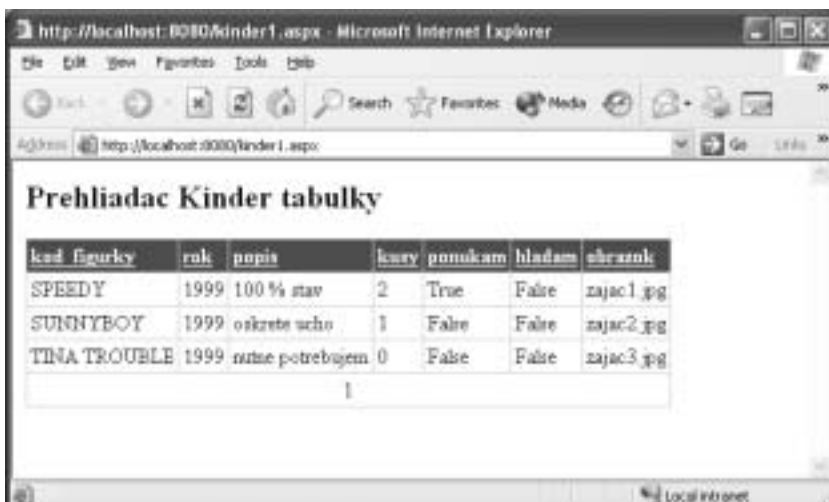 http://localhost:8080/kinder1.aspx - Microsoft Internet Explorer
File Edit View Favorites Tools Help
Back Search Favorites Media
Address http://localhost:8080/kinder1.aspx Go Links
Prehliadac Kinder tabulky
kod_figurky rok popis kusy ponukam hladam obrazok
SPEEDY 1999 100 % stav 2 True False zajac1.jpg
SUNNYBOY 1999 ucho 1 False False zajac2.jpg
TINA TROUBLE 1999 nutne potrebujem 0 False False zajac3.jpg
1
Local intranet